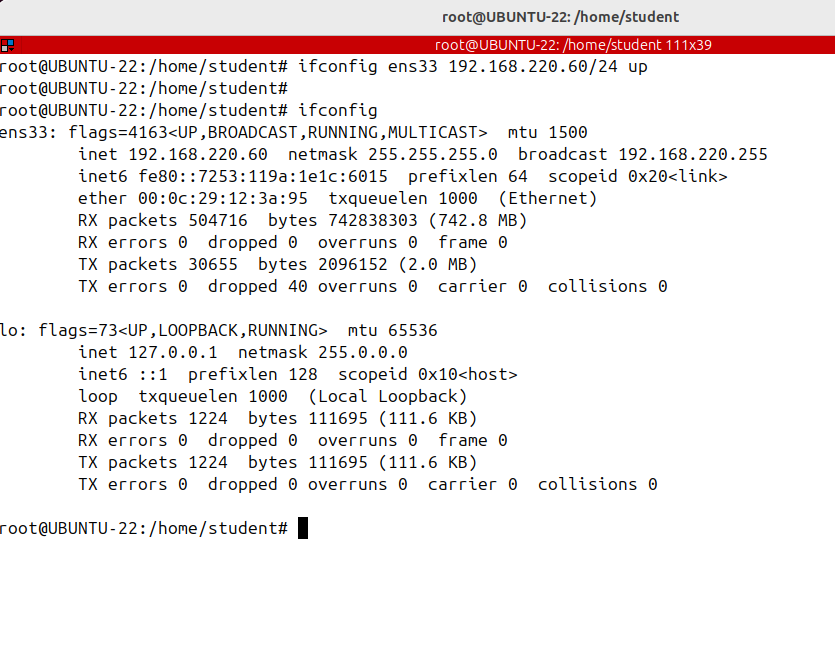 root@UBUNTU-22: /home/student
root@UBUNTU-22: /home/student 111x39
root@UBUNTU-22:/home/student# ifconfig ens33 192.168.220.60/24 up
root@UBUNTU-22:/home/student#
root@UBUNTU-22:/home/student# ifconfig
ens33: flags=4163<UP,BROADCAST,RUNNING,MULTICAST>  mtu 1500
        inet 192.168.220.60  netmask 255.255.255.0  broadcast 192.168.220.255
        inet6 fe80::7253:119a:1e1c:6015  prefixlen 64  scopeid 0x20<link>
        ether 00:0c:29:12:3a:95  txqueuelen 1000  (Ethernet)
        RX packets 504716  bytes 742838303 (742.8 MB)
        RX errors 0  dropped 0  overruns 0  frame 0
        TX packets 30655  bytes 2096152 (2.0 MB)
        TX errors 0  dropped 40 overruns 0  carrier 0  collisions 0
lo: flags=73<UP,LOOPBACK,RUNNING>  mtu 65536
        inet 127.0.0.1  netmask 255.0.0.0
        inet6 ::1  prefixlen 128  scopeid 0x10<host>
        loop  txqueuelen 1000  (Local Loopback)
        RX packets 1224  bytes 111695 (111.6 KB)
        RX errors 0  dropped 0  overruns 0  frame 0
        TX packets 1224  bytes 111695 (111.6 KB)
        TX errors 0  dropped 0 overruns 0  carrier 0  collisions 0
root@UBUNTU-22:/home/student#